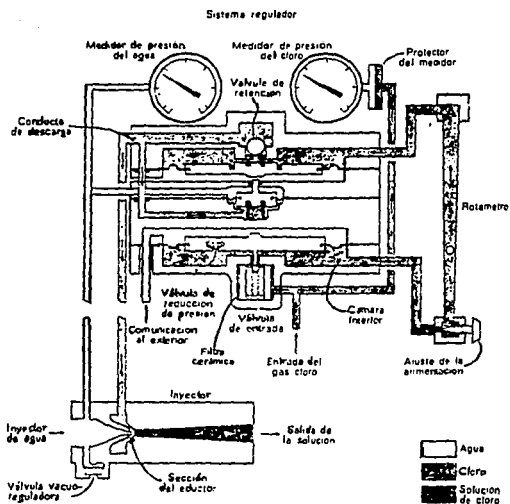 Sistema regulador
Medidor de presión
del agua
Medidor de presión
del cloro
Protector
del medidor
Válvula de
retención
Conducto
de descarga
Rotámetro
Válvula de
reducción de
presión
Válvula
de entrada
Cámara
interior
Comunicación
al exterior
Filtro
cerámico
Entrada del
gas cloro
Ajuste de la
alimentación
Inyector
Inyector
de agua
Salida de
la solución
Sección
del eductor
Válvula vacuo-
reguladora
Agua
Cloro
Solución
de cloro